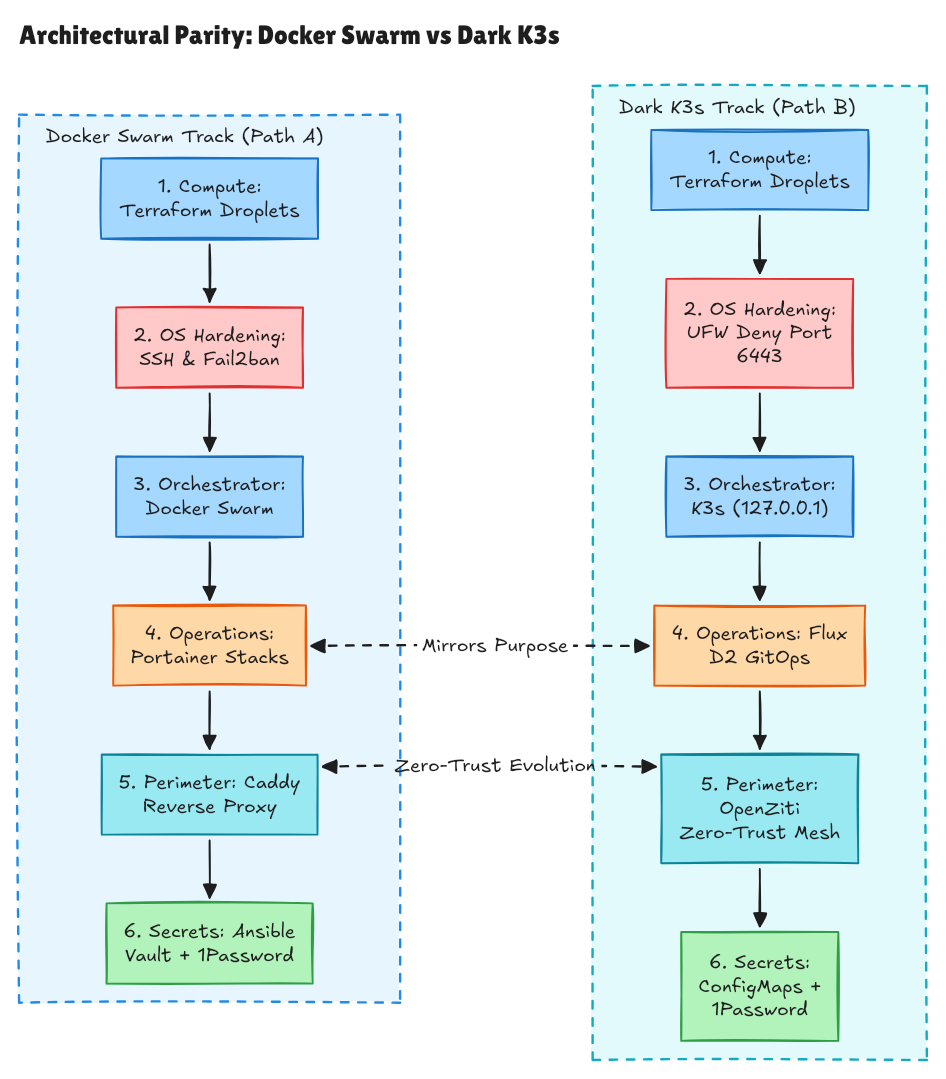 Architectural Parity: Docker Swarm vs Dark K3s
Docker Swarm Track (Path A)
1. Compute:
Terraform Droplets
2. OS Hardening:
SSH & Fail2ban
3. Orchestrator:
Docker Swarm
4. Operations:
Portainer Stacks
5. Perimeter: Caddy
Reverse Proxy
6. Secrets: Ansible
Vault + 1Password
Mirrors Purpose
Zero-Trust Evolution
Dark K3s Track (Path B)
1. Compute:
Terraform Droplets
2. OS Hardening:
UFW Deny Port
6443
3. Orchestrator:
K3s (127.0.0.1)
4. Operations: Flux
D2 GitOps
5. Perimeter:
OpenZiti
Zero-Trust Mesh
6. Secrets:
ConfigMaps +
1Password